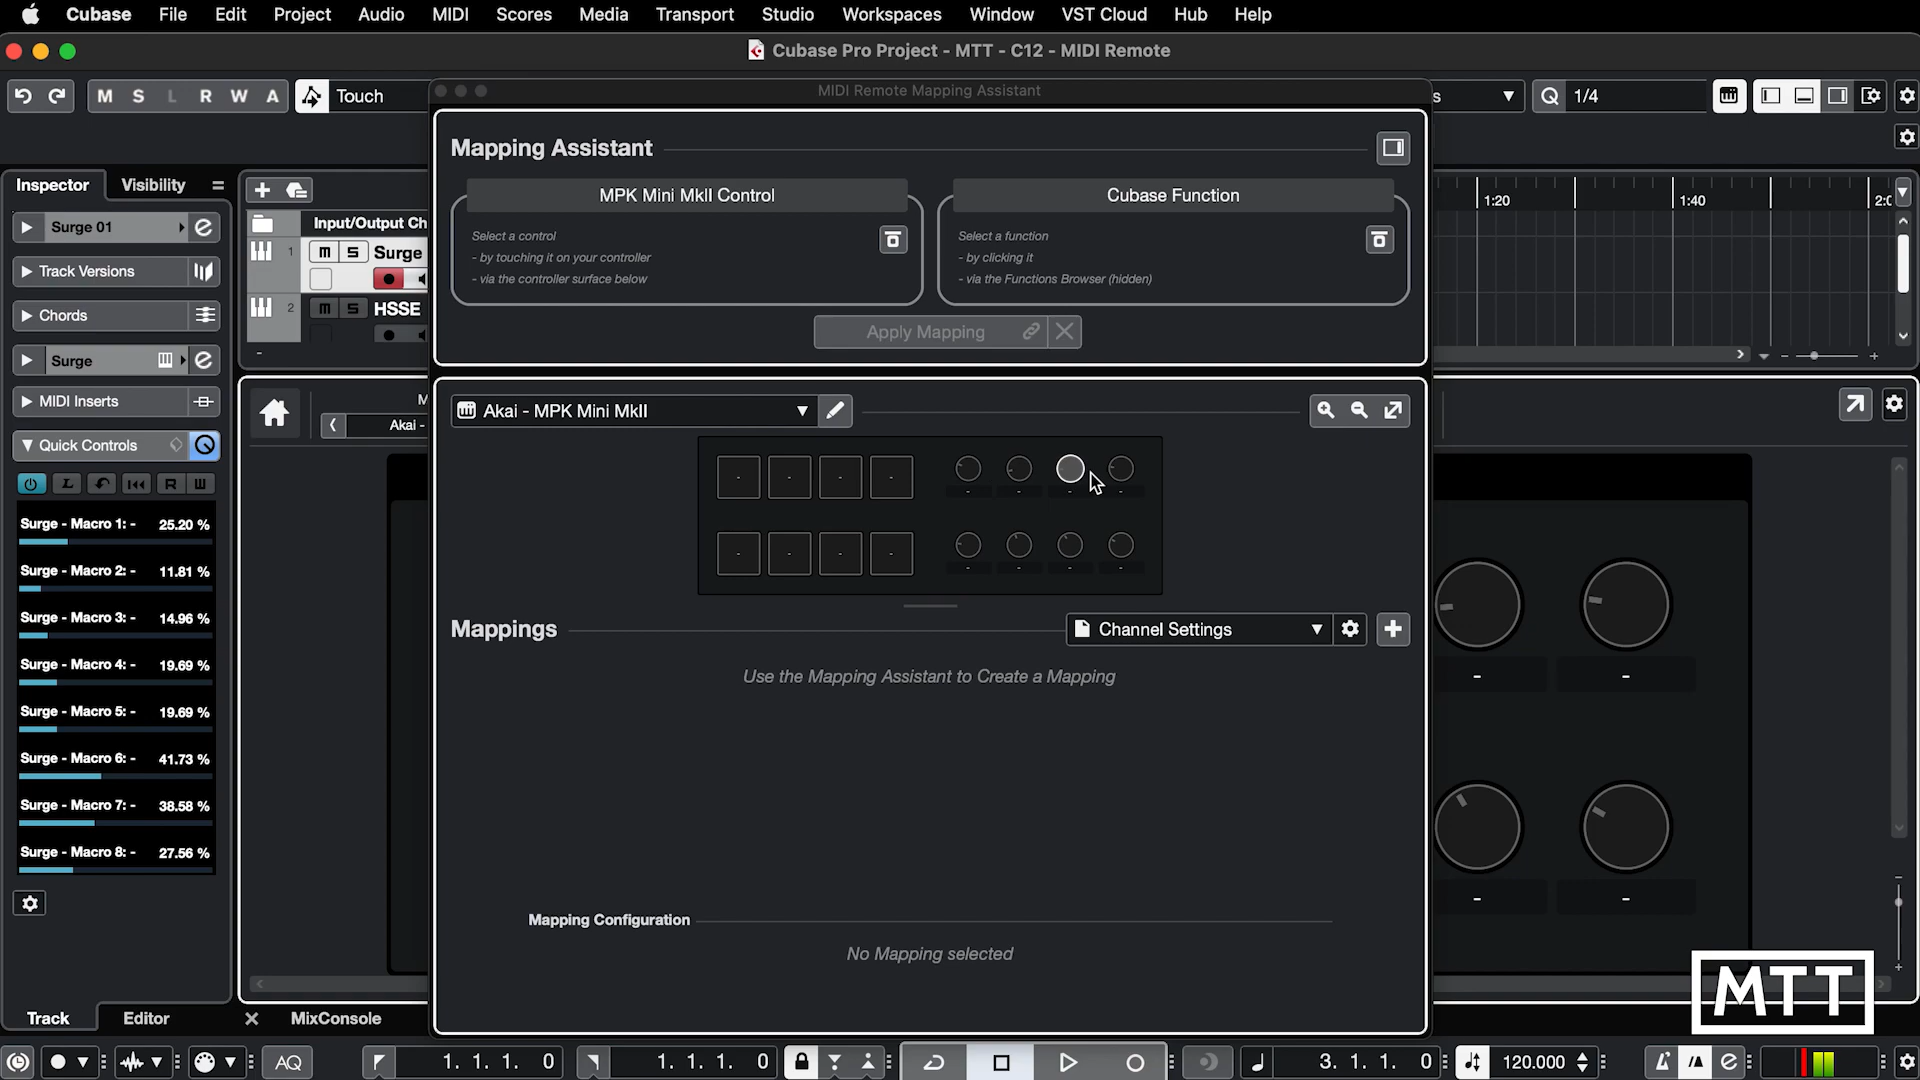 Cubase File Edit Project Audio MIDI Scores Media Transport Studio Workspaces Window VST Cloud Hub Help
Cubase Pro Project - MTT - C12 - MIDI Remote
M S L R W A Touch
MIDI Remote Mapping Assistant
s
1/4
Mapping Assistant
Inspector Visibility
MPK Mini MkII Control
Cubase Function
1:20 1:40 2:0
Surge 01
Input/Output Ch
Select a control
- by touching it on your controller
- via the controller surface below
Select a function
- by clicking it
- via the Functions Browser (hidden)
1 m S Surge
Track Versions
2 m S HSSE
Chords
Apply Mapping
Surge
MIDI Inserts
M
Akai - MPK Mini MkII
Akai -
Quick Controls
L R W
Surge - Macro 1: - 25.20 %
Surge - Macro 2: - 11.81 %
Surge - Macro 3: - 14.96 %
Surge - Macro 4: - 19.69 %
Surge - Macro 5: - 19.69 %
Surge - Macro 6: - 41.73 %
Surge - Macro 7: - 38.58 %
Surge - Macro 8: - 27.56 %
Mappings
Channel Settings
Use the Mapping Assistant to Create a Mapping
Mapping Configuration
No Mapping selected
MTT
Track Editor MixConsole
AQ 1. 1. 1. 0 1. 1. 1. 0 3. 1. 1. 0 120.000